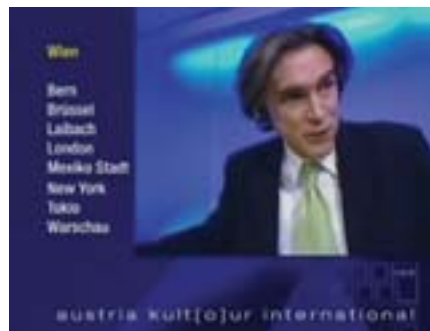 Wien
Bern
Brüssel
Laibach
London
Mexiko Stadt
New York
Tokio
Warschau
austria kult[o]ur international